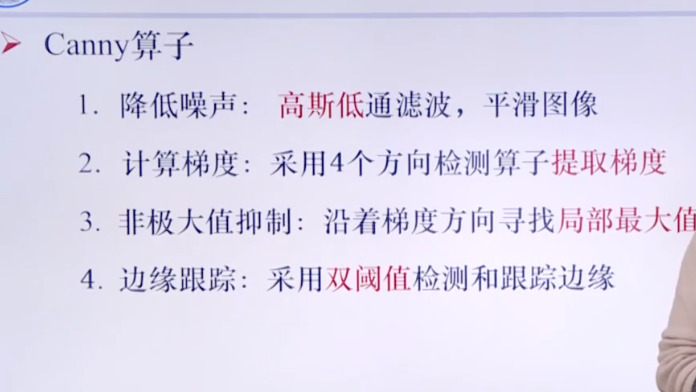 Canny算子
1. 降低噪声：高斯低通滤波，平滑图像
2. 计算梯度：采用4个方向检测算子提取梯度
3. 非极大值抑制：沿着梯度方向寻找局部最大值
4. 边缘跟踪：采用双阈值检测和跟踪边缘